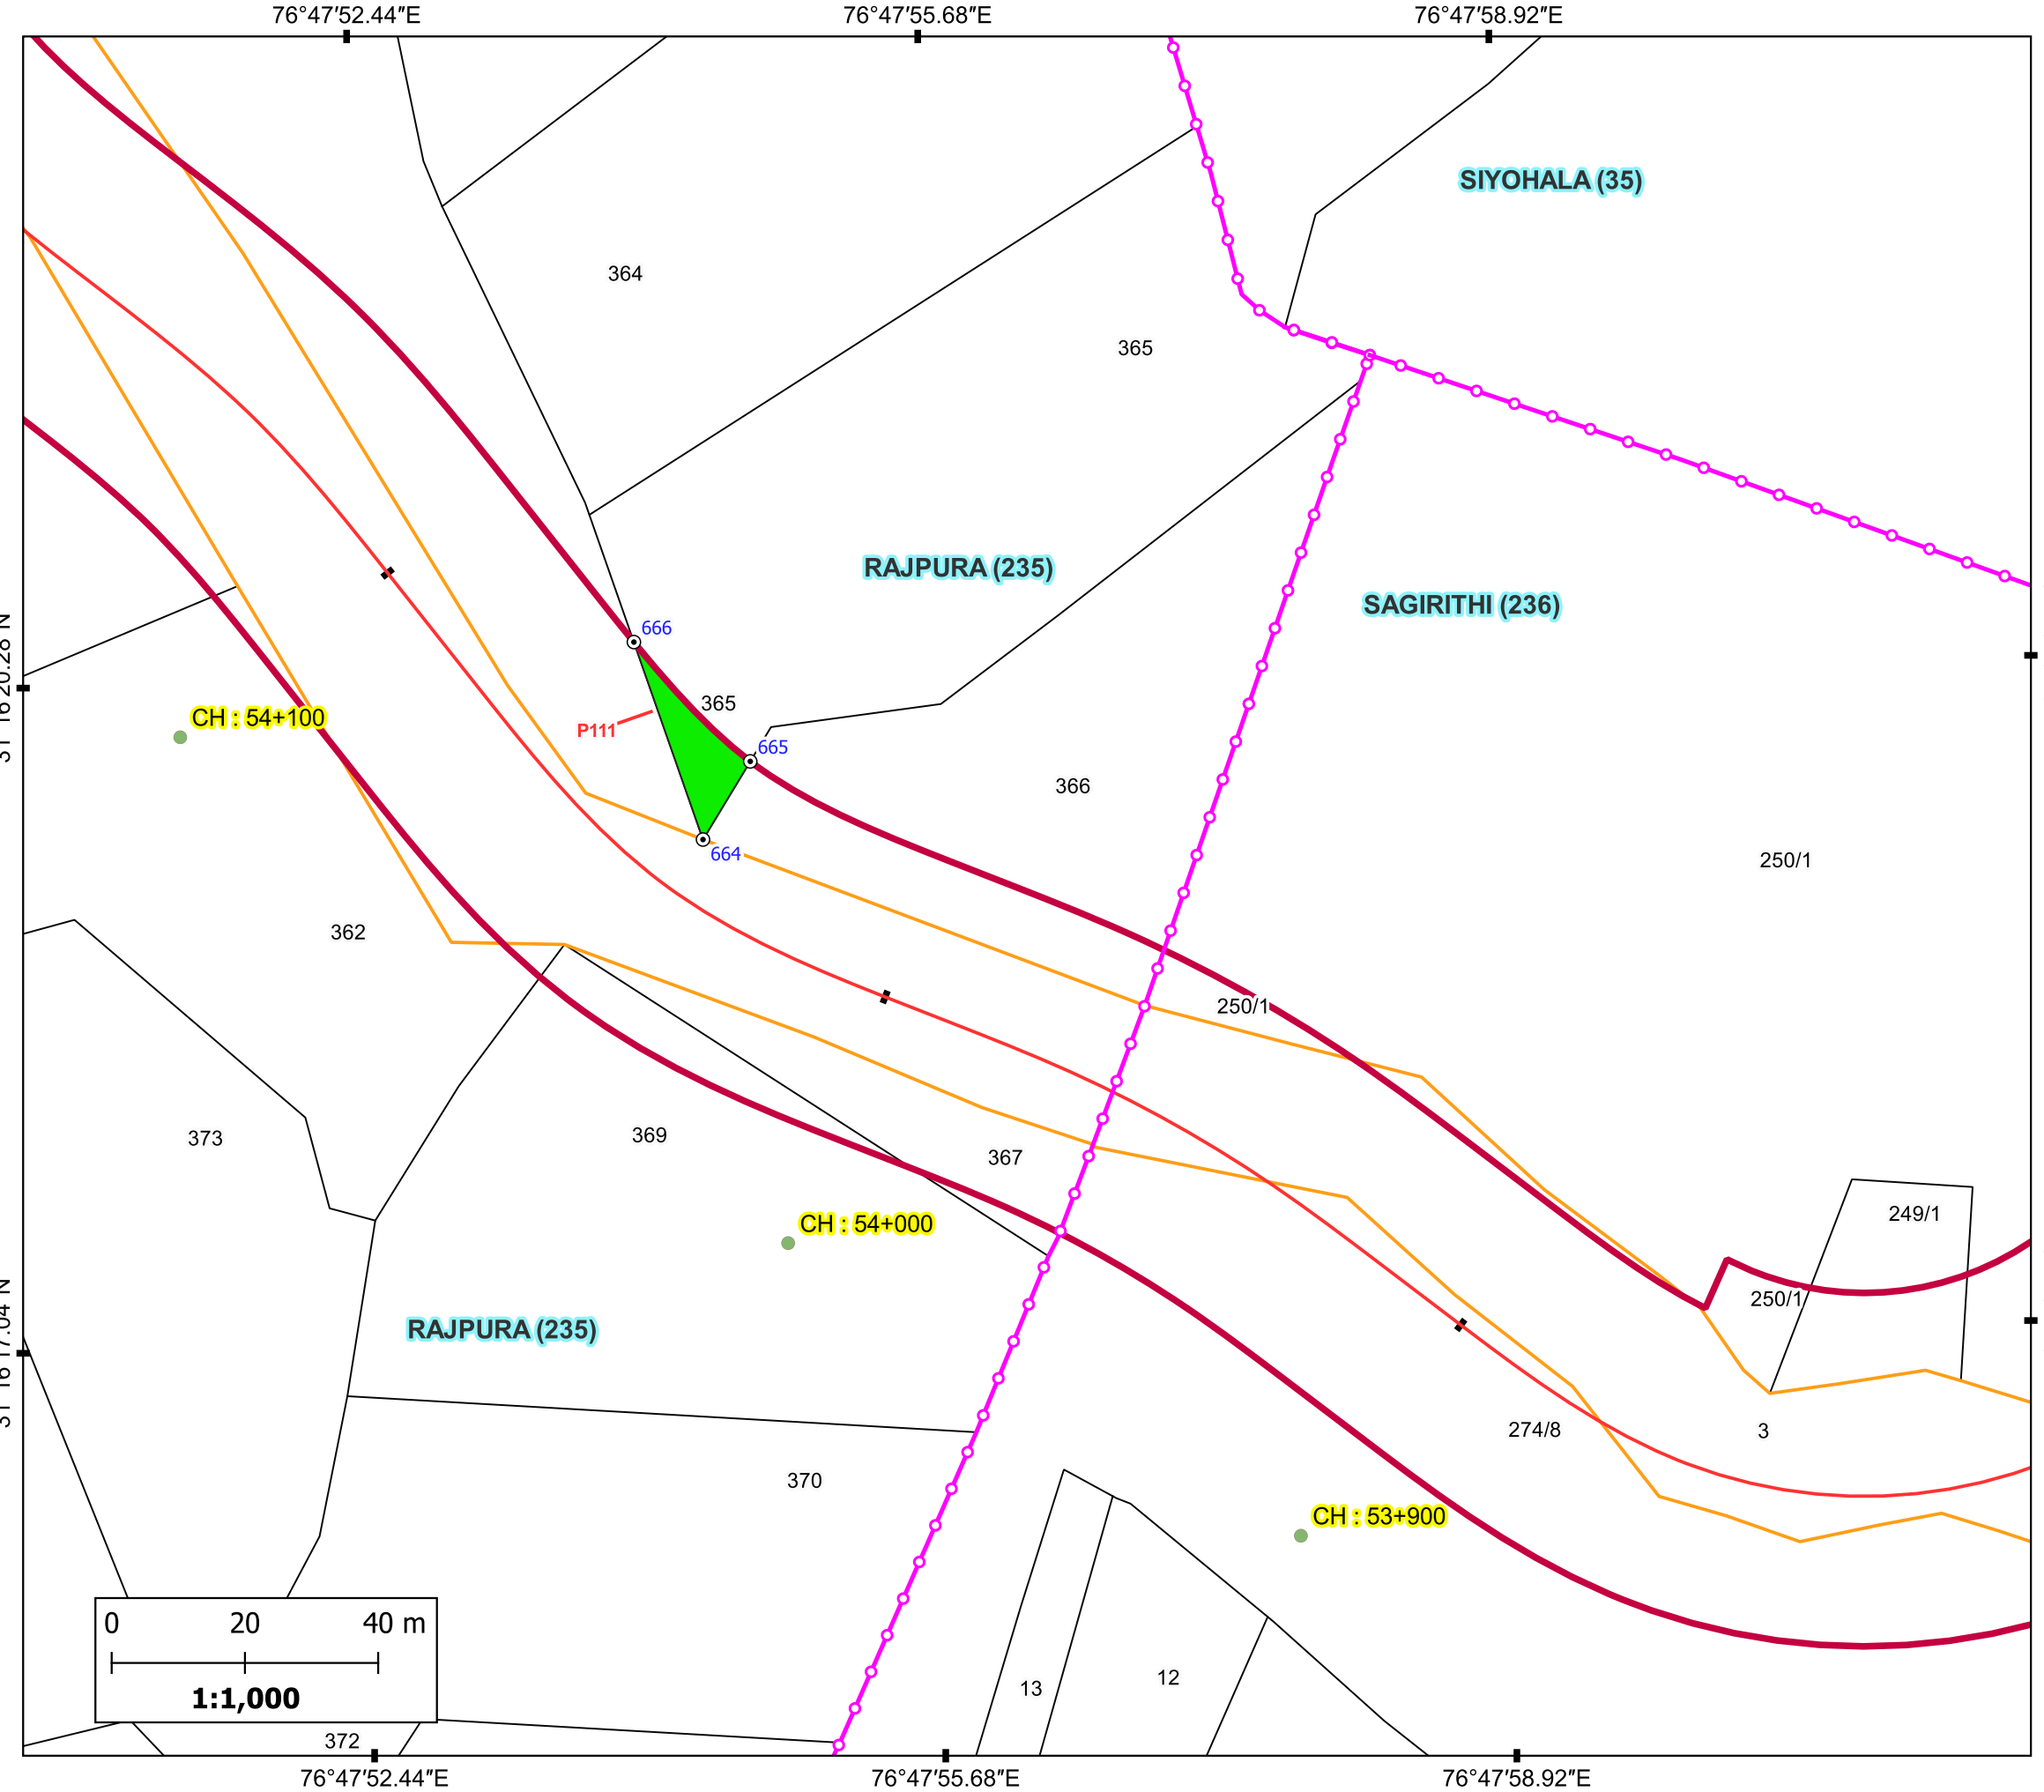 76°47′52.44″E
76°47′55.68″E
76°47′58.92″E
SIYOHALA (35)
364
365
RAJPURA (235)
SAGIRITHI (236)
666
365
P111
665
CH : 54+100
366
664
250/1
362
250/1
373
369
367
249/1
CH : 54+000
250/1
RAJPURA (235)
274/8
3
370
CH : 53+900
0 20 40 m
1:1,000
13
12
372
76°47′52.44″E
76°47′55.68″E
76°47′58.92″E